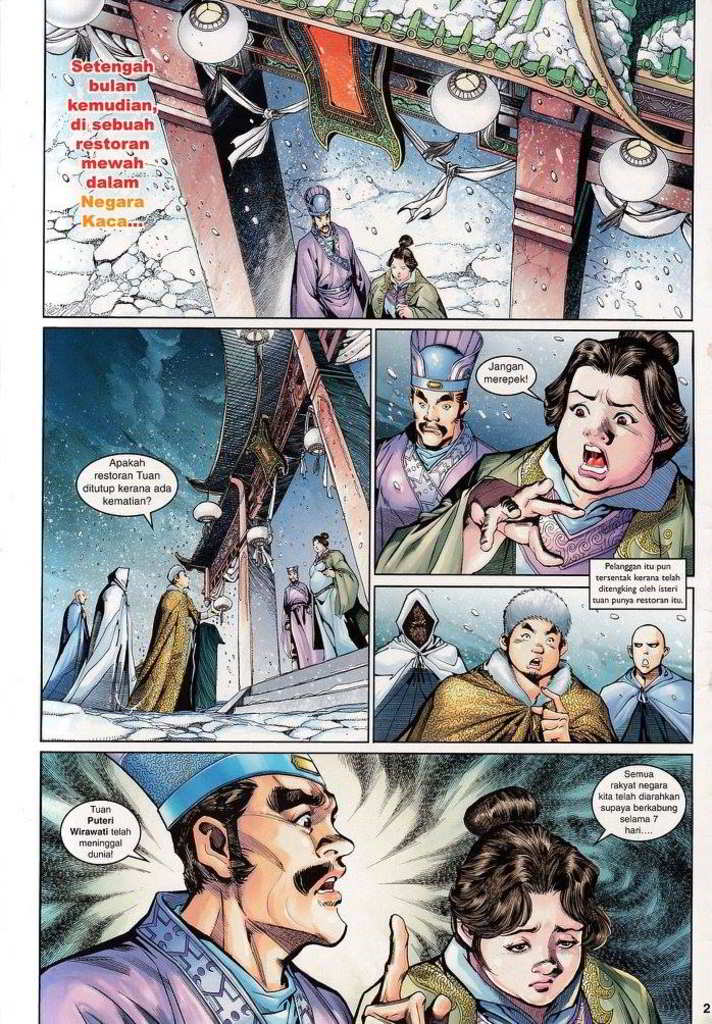 Setengah
bulan
kemudian,
di sebuah
restoran
mewah
dalam
Negara
Kaca...
Apakah
restoran Tuan
ditutup kerana ada
kematian?
Jangan
merepek!
Pelanggan itu pun
tersentak kerana telah
ditengking oleh isteri
tuan punya restoran itu.
Tuan
Puteri
Wirawati telah
meninggal
dunia!
Semua
rakyat negara
kita telah diarahkan
supaya berkabung
selama 7
hari....
2